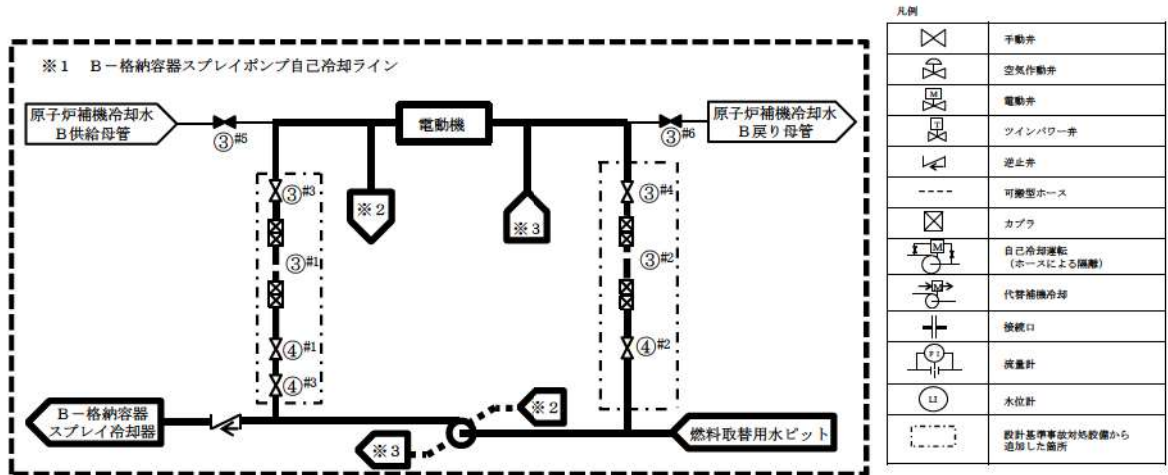 ※1 B-格納容器スプレイポンプ自己冷却ライン
原子炉補機冷却水
B供給母管
③#5
電動機
③#6
原子炉補機冷却水
B戻り母管
③#3
※2
※3
③#4
③#1
③#2
④#1
④#2
④#3
B-格納容器
スプレイ冷却器
※2
※3
燃料取替用水ピット
凡例
手動弁
空気作動弁
M
電動弁
T
ツインパワー弁
逆止弁
可搬型ホース
カプラ
M
自己冷却運転
(ホースによる隔離)
M
代替補機冷却
接続口
FI
流量計
LI
水位計
設計基準事故対処設備から
追加した箇所